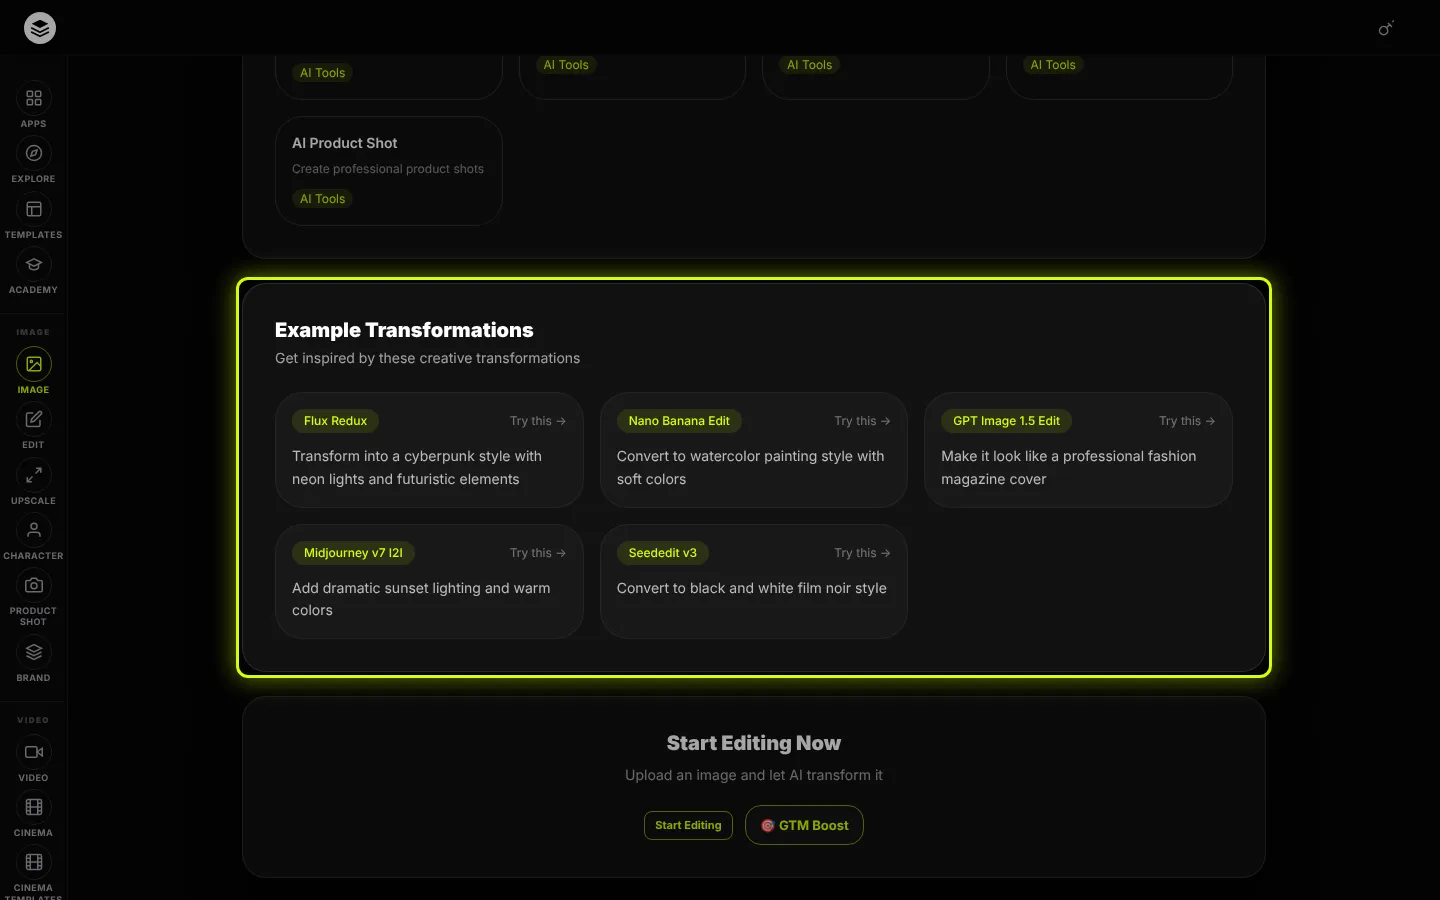 AI Tools
AI Tools
AI Tools
AI Tools
AI Product Shot
Create professional product shots
AI Tools
APPS
EXPLORE
TEMPLATES
ACADEMY
IMAGE
IMAGE
EDIT
UPSCALE
CHARACTER
PRODUCT
SHOT
BRAND
VIDEO
VIDEO
CINEMA
CINEMA
TEMPLATES
Example Transformations
Get inspired by these creative transformations
Flux Redux
Try this →
Transform into a cyberpunk style with
neon lights and futuristic elements
Nano Banana Edit
Try this →
Convert to watercolor painting style with
soft colors
GPT Image 1.5 Edit
Try this →
Make it look like a professional fashion
magazine cover
Midjourney v7 I2I
Try this →
Add dramatic sunset lighting and warm
colors
Seededit v3
Try this →
Convert to black and white film noir style
Start Editing Now
Upload an image and let AI transform it
Start Editing
🎯 GTM Boost